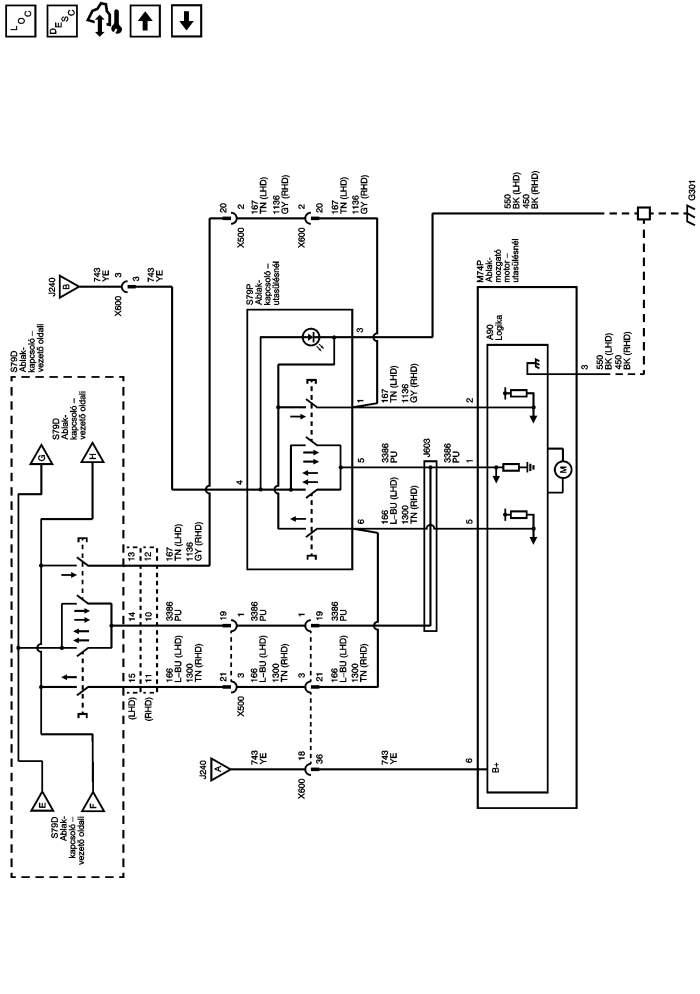 LOC
DESC
J240
B
743
YE
3
X600
3
743
YE
20
X500
2
167
TN (LHD)
1136
GY (RHD)
2
X600
20
167
TN (LHD)
1136
GY (RHD)
550
BK (LHD)
450
BK (RHD)
G301
S79D
Ablak-
kapcsoló –
vezető oldali
G
S79D
Ablak-
kapcsoló –
vezető oldali
H
S79P
Ablak-
kapcsoló –
utasülésnél
M74P
Ablak-
mozgató
motor –
utasülésnél
A90
Logika
3
550
BK (LHD)
450
BK (RHD)
3
4
1
167
TN (LHD)
1136
GY (RHD)
2
5
3386
PU
J603
3386
PU
1
M
6
166
L–BU (LHD)
1300
TN (RHD)
5
13
12
167
TN (LHD)
1136
GY (RHD)
14
10
3386
PU
19
1
3386
PU
1
19
3386
PU
15
11
166
L–BU (LHD)
1300
TN (RHD)
21
X500
3
166
L–BU (LHD)
1300
TN (RHD)
3
21
166
L–BU (LHD)
1300
TN (RHD)
(LHD)
(RHD)
J240
A
743
YE
18
X600
36
743
YE
6
B+
E
F
S79D
Ablak-
kapcsoló –
vezető oldali